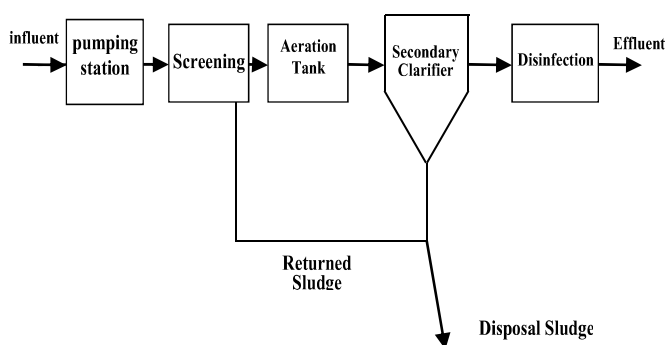 influent
pumping
station
Screening
Aeration
Tank
Secondary
Clarifier
Disinfection
Effluent
Returned
Sludge
Disposal Sludge